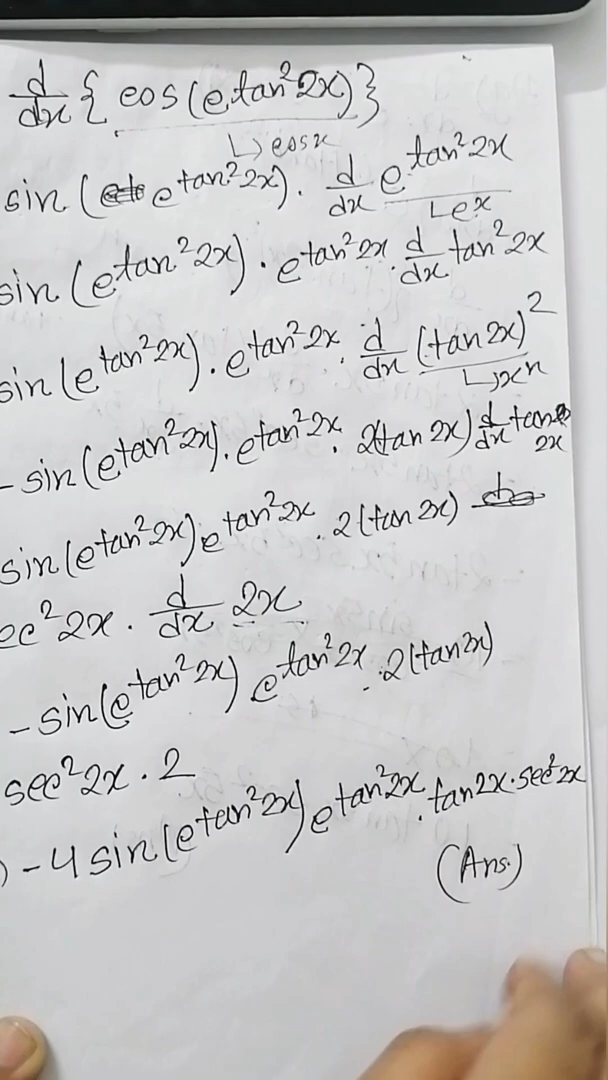 d/dx { cos (e^tan²2x) }
↳ cos x
sin (e^tan²2x) . d/dx e^tan²2x
↳ e^x
sin (e^tan²2x) . e^tan²2x . d/dx tan²2x
sin (e^tan²2x) . e^tan²2x . d/dx (tan 2x)²
↳ x^n
- sin (e^tan²2x) . e^tan²2x . 2(tan 2x) d/dx tan 2x
sin (e^tan²2x) e^tan²2x . 2 (tan 2x)
ec²2x . d/dx 2x
- sin (e^tan²2x) e^tan²2x . 2 (tan 2x)
sec²2x . 2
) - 4 sin (e^tan²2x) e^tan²2x . tan 2x . sec²2x
(Ans.)